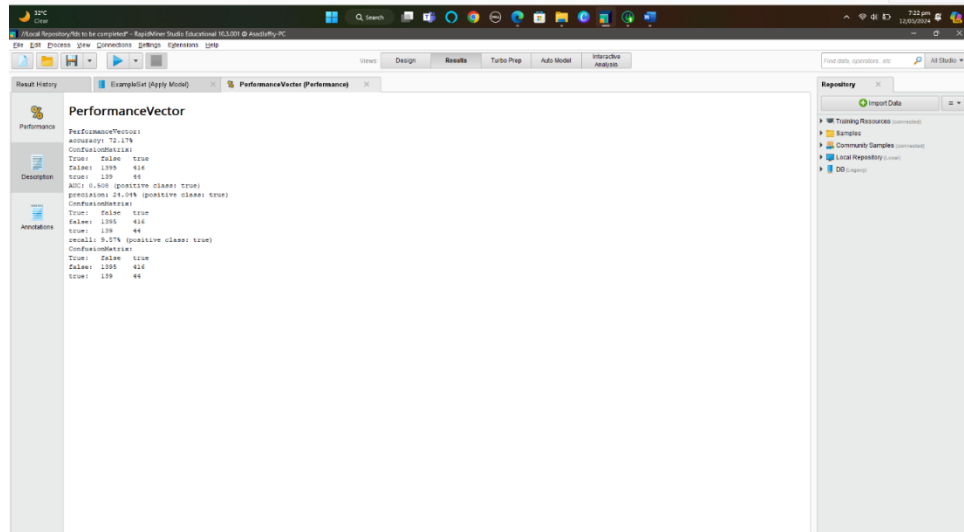 32°C
Clear
Search
7:22 pm
12/05/2024
//Local Repository/fds to be completed* – RapidMiner Studio Educational 10.3.001 @ Asadlaffy-PC
File Edit Process View Connections Settings Extensions Help
Views: Design Results Turbo Prep Auto Model Interactive Analysis
Find data, operators...etc All Studio
Result History ExampleSet (Apply Model) PerformanceVector (Performance) Repository
Import Data
Performance
Description
Annotations
PerformanceVector
PerformanceVector:
accuracy: 72.17%
ConfusionMatrix:
True: false true
false: 1395 416
true: 139 44
AUC: 0.508 (positive class: true)
precision: 24.04% (positive class: true)
ConfusionMatrix:
True: false true
false: 1395 416
true: 139 44
recall: 9.57% (positive class: true)
ConfusionMatrix:
True: false true
false: 1395 416
true: 139 44
Training Resources (connected)
Samples
Community Samples (connected)
Local Repository (Local)
DB (Legacy)